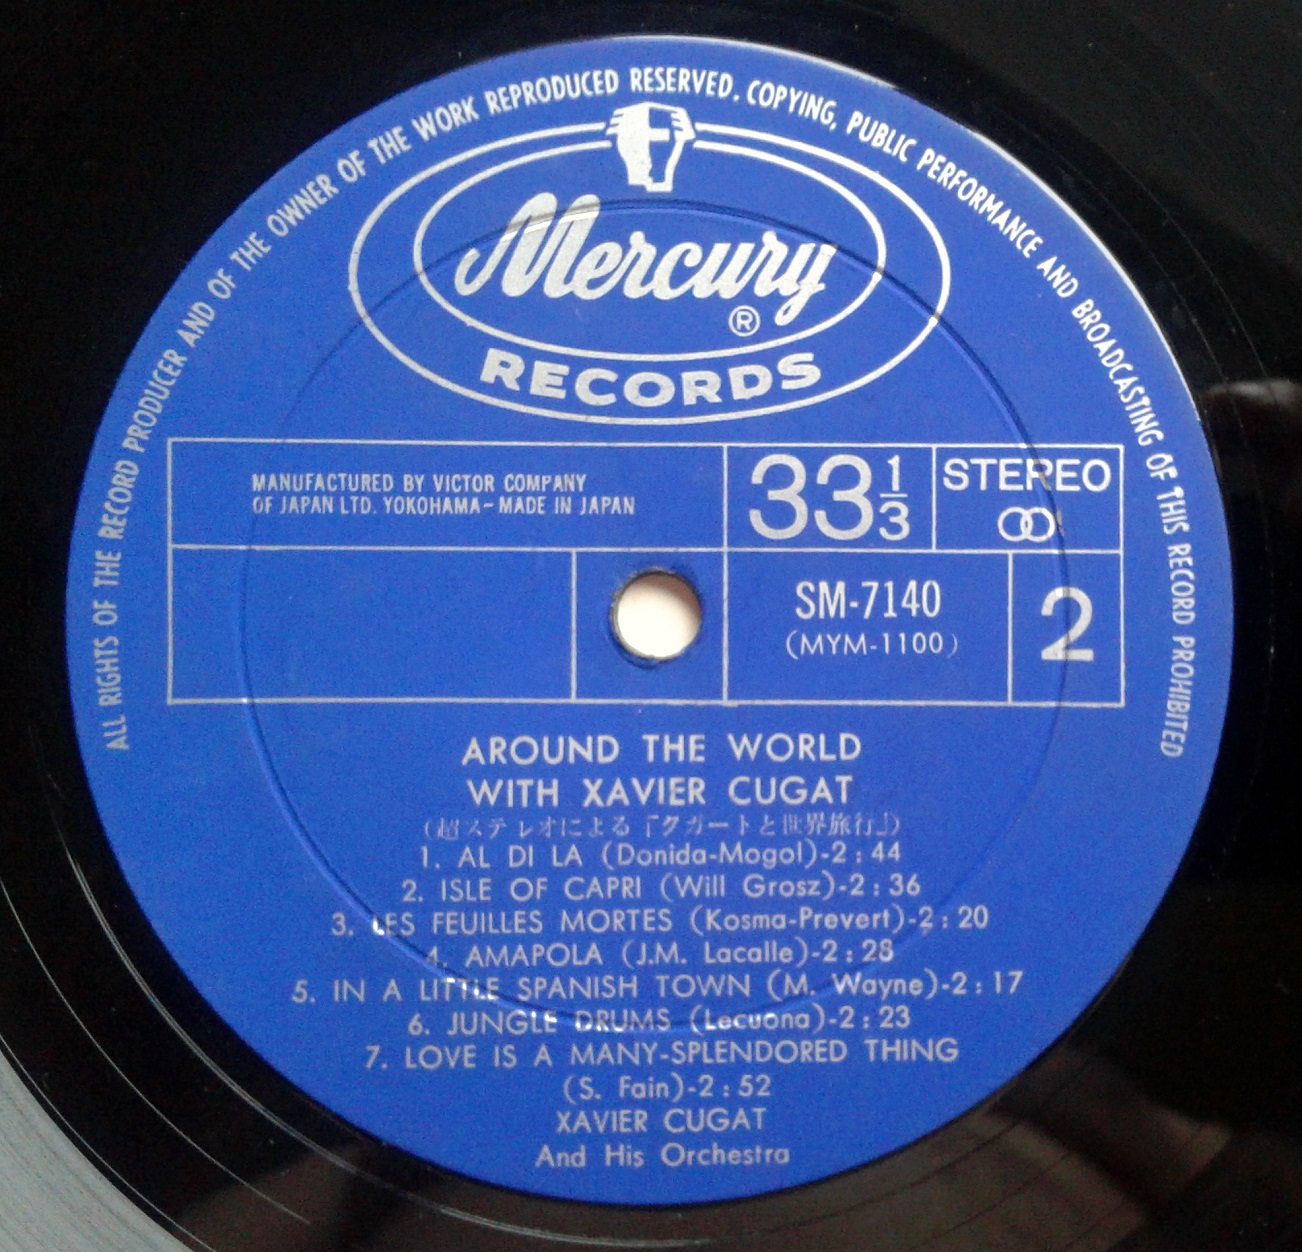 ALL RIGHTS OF THE RECORD PRODUCER AND OF THE OWNER OF THE WORK REPRODUCED RESERVED. COPYING, PUBLIC PERFORMANCE AND BROADCASTING OF THIS RECORD PROHIBITED
Mercury
®
RECORDS
MANUFACTURED BY VICTOR COMPANY
OF JAPAN LTD. YOKOHAMA-MADE IN JAPAN
33 1/3
STEREO
SM-7140
(MYM-1100)
2
AROUND THE WORLD
WITH XAVIER CUGAT
(超ステレオによる「クガートと世界旅行」)
1. AL DI LA (Donida-Mogol)-2:44
2. ISLE OF CAPRI (Will Grosz)-2:36
3. LES FEUILLES MORTES (Kosma-Prevert)-2:20
4. AMAPOLA (J.M. Lacalle)-2:28
5. IN A LITTLE SPANISH TOWN (M. Wayne)-2:17
6. JUNGLE DRUMS (Lecuona)-2:23
7. LOVE IS A MANY-SPLENDORED THING
(S. Fain)-2:52
XAVIER CUGAT
And His Orchestra